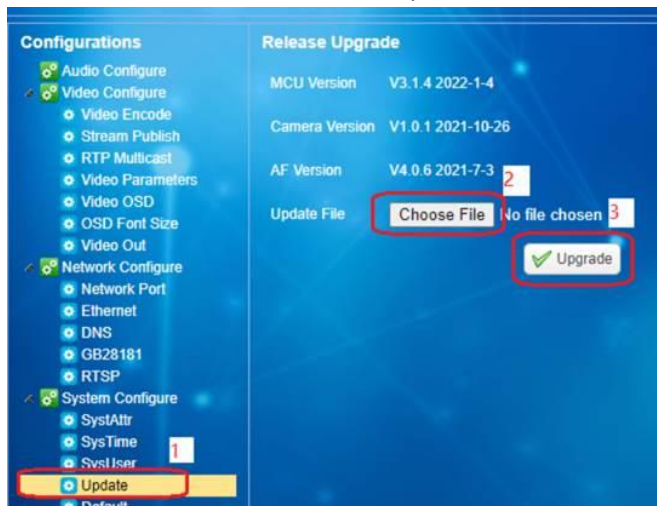 Configurations
Audio Configure
Video Configure
Video Encode
Stream Publish
RTP Multicast
Video Parameters
Video OSD
OSD Font Size
Video Out
Network Configure
Network Port
Ethernet
DNS
GB28181
RTSP
System Configure
SystAttr
SysTime
1
SysUser
Update
Default
Release Upgrade
MCU Version V3.1.4 2022-1-4
Camera Version V1.0.1 2021-10-26
AF Version V4.0.6 2021-7-3
2
Update File Choose File No file chosen 3
Upgrade